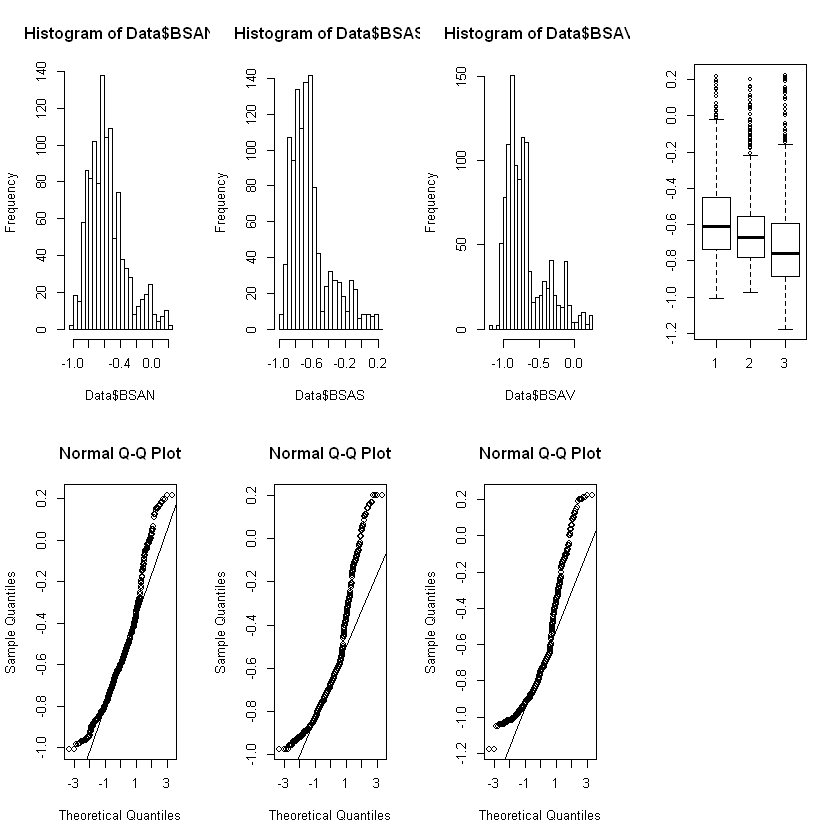 Histogram of Data$BSAN
Frequency
0 20 40 60 80 100 120 140
-1.0 -0.4 0.0
Data$BSAN
Histogram of Data$BSAS
Frequency
0 20 40 60 80 100 120 140
-1.0 -0.6 -0.2 0.2
Data$BSAS
Histogram of Data$BSAV
Frequency
0 50 100 150
-1.0 -0.5 0.0
Data$BSAV
-1.2 -1.0 -0.8 -0.6 -0.4 -0.2 0.0 0.2
1 2 3
Normal Q-Q Plot
Sample Quantiles
-1.0 -0.8 -0.6 -0.4 -0.2 0.0 0.2
-3 -1 1 3
Theoretical Quantiles
Normal Q-Q Plot
Sample Quantiles
-1.0 -0.8 -0.6 -0.4 -0.2 0.0 0.2
-3 -1 1 3
Theoretical Quantiles
Normal Q-Q Plot
Sample Quantiles
-1.2 -1.0 -0.8 -0.6 -0.4 -0.2 0.0 0.2
-3 -1 1 3
Theoretical Quantiles